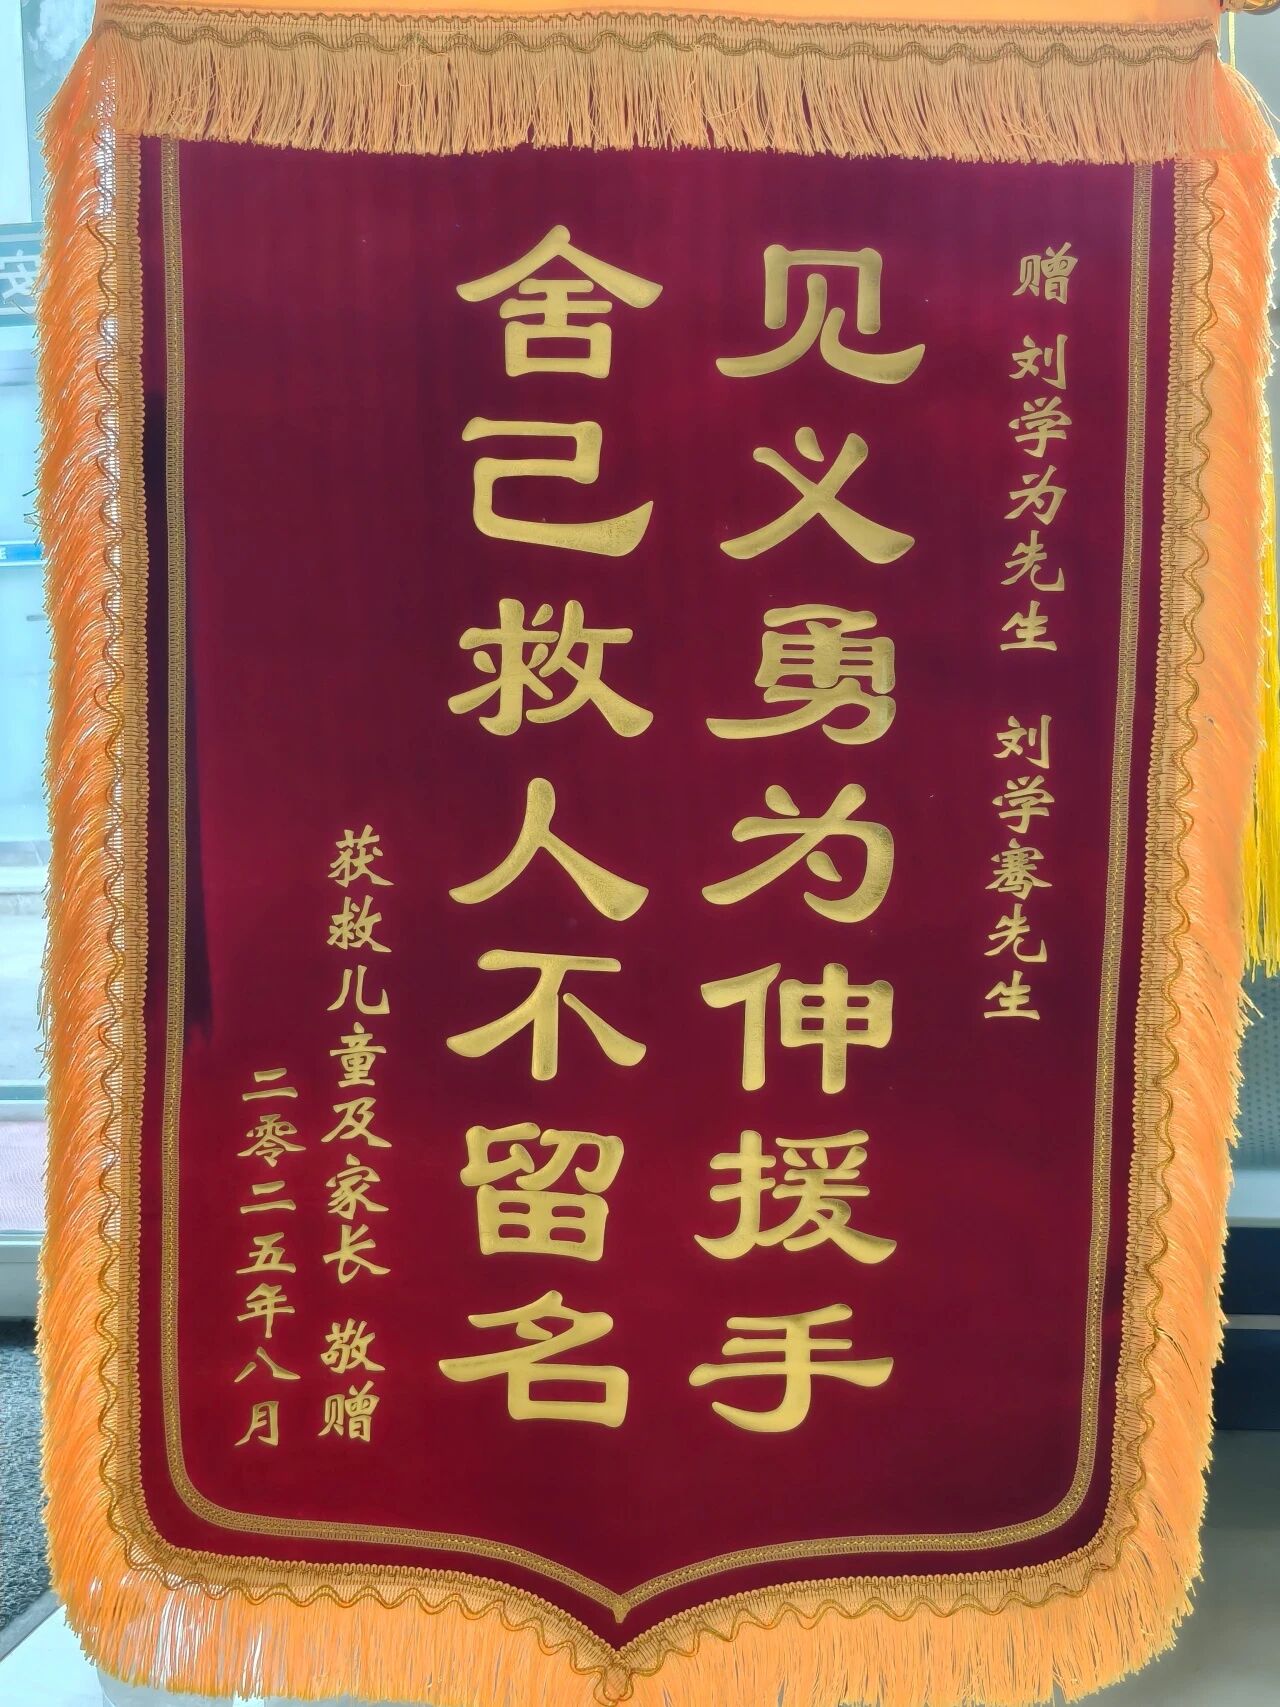 赠 刘学为先生 刘学骞先生
见义勇为伸援手
舍己救人不留名
获救儿童及家长 敬赠
二零二五年八月